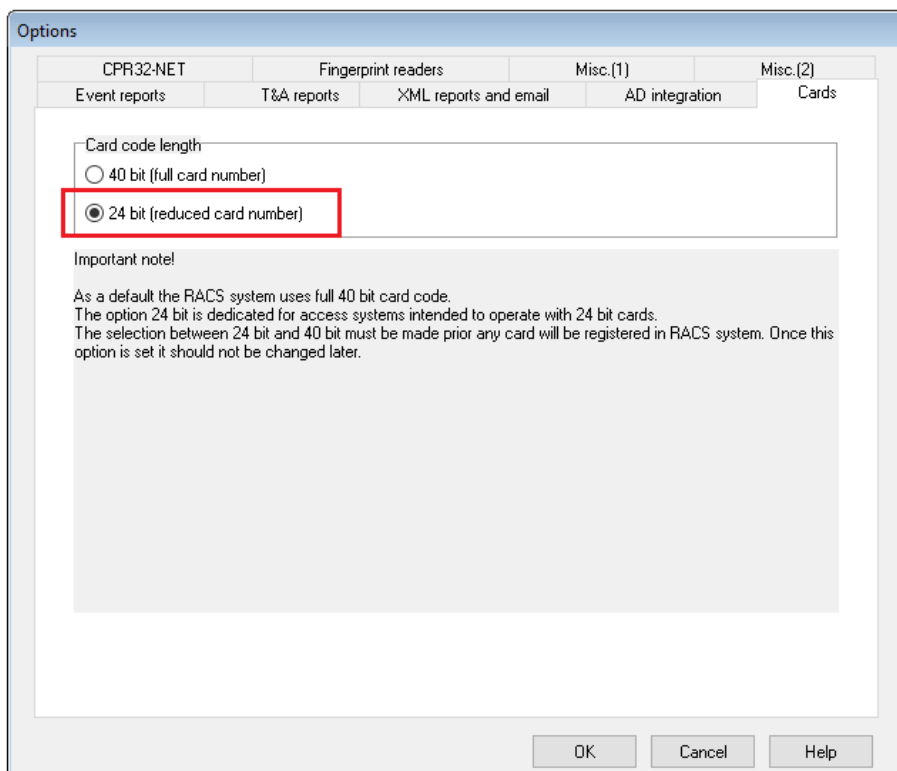 Options
CPR32-NET Fingerprint readers Misc.(1) Misc.(2)
Event reports T&A reports XML reports and email AD integration Cards
Card code length
40 bit (full card number)
24 bit (reduced card number)
Important note!
As a default the RACS system uses full 40 bit card code.
The option 24 bit is dedicated for access systems intended to operate with 24 bit cards.
The selection between 24 bit and 40 bit must be made prior any card will be registered in RACS system. Once this
option is set it should not be changed later.
OK Cancel Help